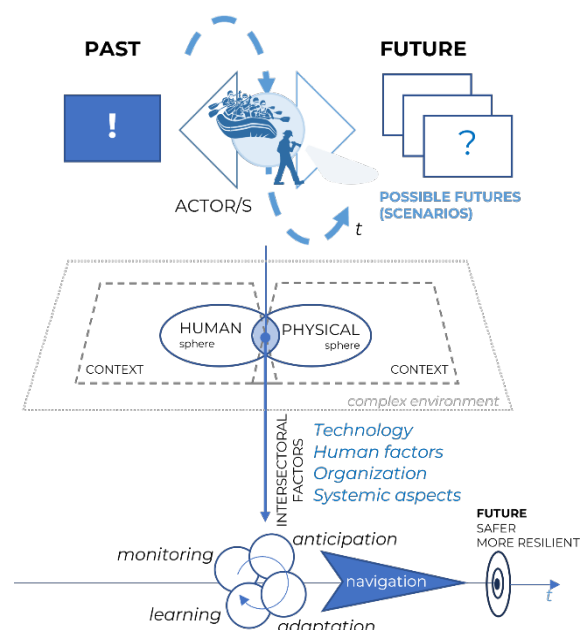 PAST
FUTURE
!
?
ACTOR/S
POSSIBLE FUTURES
(SCENARIOS)
t
HUMAN
sphere
PHYSICAL
sphere
CONTEXT
CONTEXT
complex environment
INTERSECTORAL
FACTORS
Technology
Human factors
Organization
Systemic aspects
FUTURE
SAFER
MORE RESILIENT
anticipation
monitoring
navigation
learning
adaptation
t